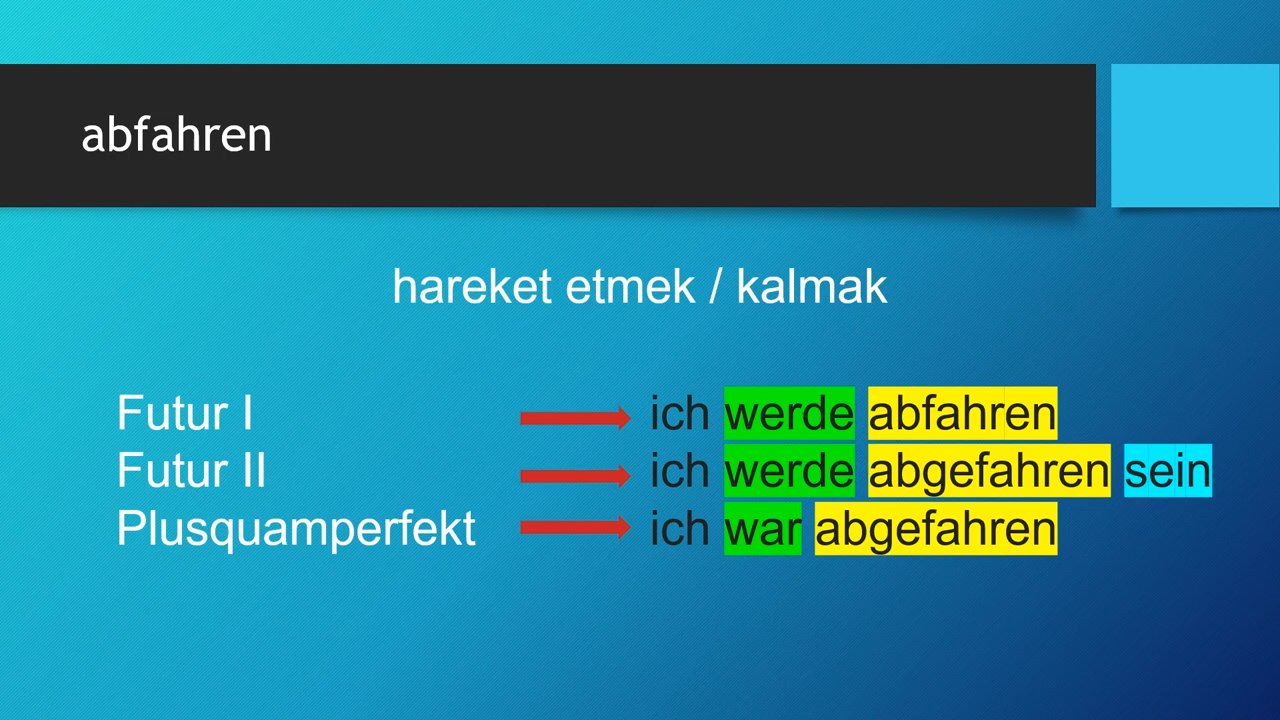 abfahren
hareket etmek / kalmak
Futur I ich werde abfahren
Futur II ich werde abgefahren sein
Plusquamperfekt ich war abgefahren